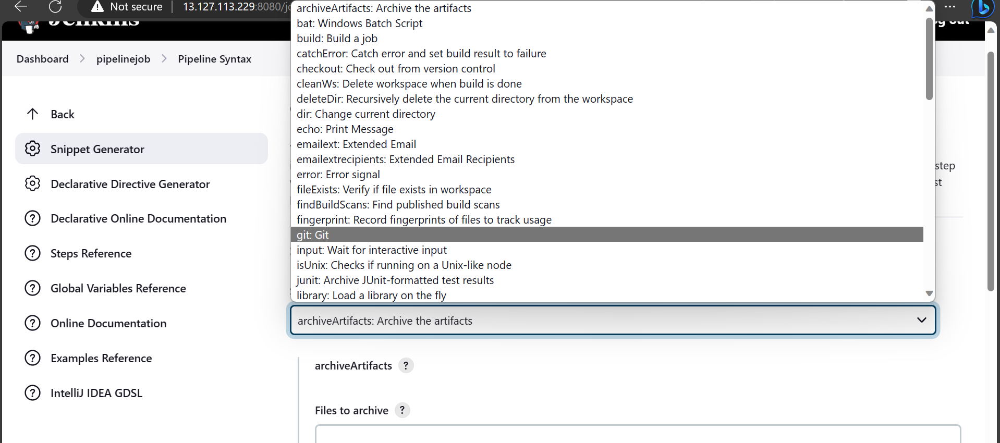 Not secure
13.127.113.229:8080/jo
Jenkins
og out
Dashboard
pipelinejob
Pipeline Syntax
Back
Snippet Generator
Declarative Directive Generator
Declarative Online Documentation
Steps Reference
Global Variables Reference
Online Documentation
Examples Reference
IntelliJ IDEA GDSL
archiveArtifacts: Archive the artifacts
bat: Windows Batch Script
build: Build a job
catchError: Catch error and set build result to failure
checkout: Check out from version control
cleanWs: Delete workspace when build is done
deleteDir: Recursively delete the current directory from the workspace
dir: Change current directory
echo: Print Message
emailext: Extended Email
emailextrecipients: Extended Email Recipients
error: Error signal
fileExists: Verify if file exists in workspace
findBuildScans: Find published build scans
fingerprint: Record fingerprints of files to track usage
git: Git
input: Wait for interactive input
isUnix: Checks if running on a Unix-like node
junit: Archive JUnit-formatted test results
library: Load a library on the fly
step
st
archiveArtifacts: Archive the artifacts
archiveArtifacts ?
Files to archive ?